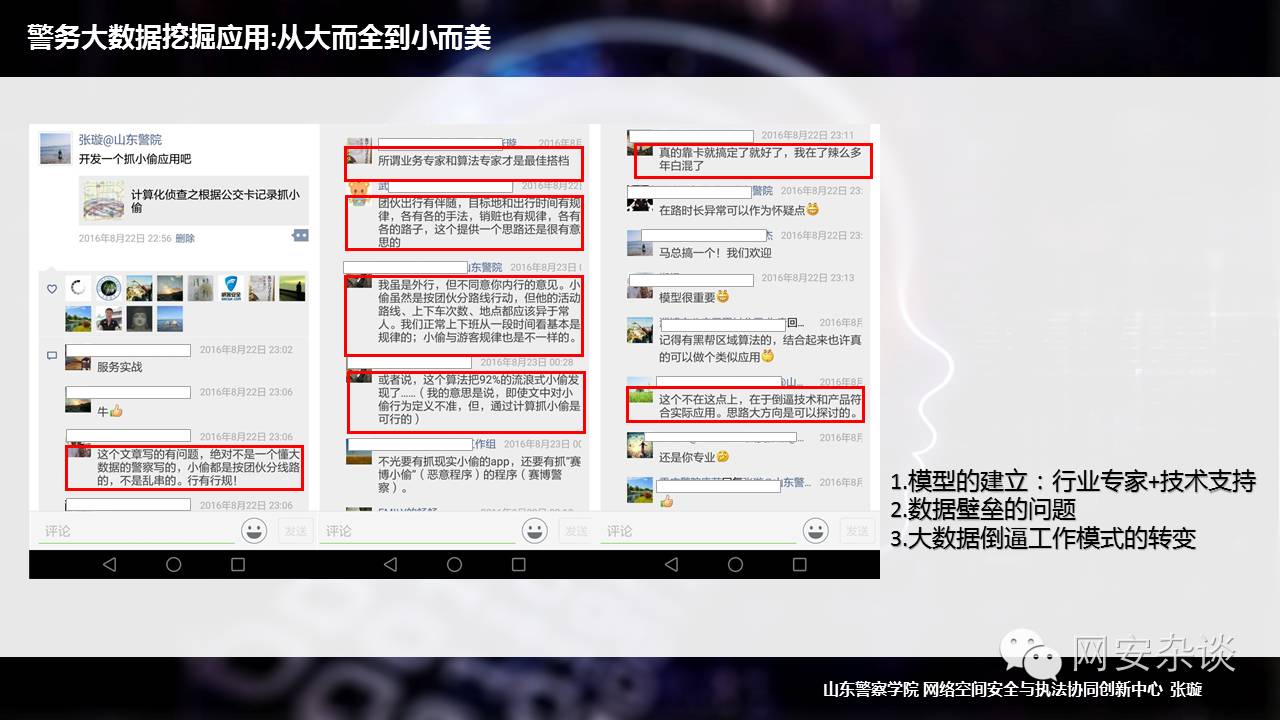 警务大数据挖掘应用:从大而全到小而美
张璇@山东警院
开发一个抓小偷应用吧
计算化侦查之根据公交卡记录抓小
偷
2016年8月22日 22:56 删除
2016年8月22日 23:02
服务实战
2016年8月22日 23:06
牛
2016年8月22日 23:06
这个文章写的有问题，绝对不是一个懂大
数据的警察写的，小偷都是按团伙分线路
的，不是乱串的。行有行规！
2016年8月22日 23:06
评论
发送
2016年8月
所谓业务专家和算法专家才是最佳搭档
武
2016年8月22日
团伙出行有伴随，目标地和出行时间有规
律，各有各的手法，销赃也有规律，各有
各的路子，这个提供一个思路还是很有意
思的
山东警院 2016年8月23日 0
我虽是外行，但不同意你内行的意见。小
偷虽然是按团伙分路线行动，但他的活动
路线、上下车次数、地点都应该异于常
人。我们正常上下班从一段时间看基本是
规律的；小偷与游客规律也是不一样的。
2016年8月23日 00:28
或者说，这个算法把92%的流浪式小偷发
现了......（我的意思是说，即使文中对小
偷行为定义不准，但，通过计算抓小偷是
可行的）
工作组 2016年8月23日 00
不光要有抓现实小偷的app，还要有抓“赛
博小偷”（恶意程序）的程序（赛博警
察）。
评论
发送
2016年8月22日 23:11
真的靠卡就搞定了就好了，我在了辣么多
年白混了
警院 2016年8月22日 23:
在路时长异常可以作为怀疑点
杰 2016年8月22日 23:
马总搞一个！我们欢迎
2016年8月22日 23:13
模型很重要
回... 2016年8月
记得有黑帮区域算法的，结合起来也许真
的可以做个类似应用
@山... 2016年8月
这个不在这点上，在于倒逼技术和产品符
合实际应用。思路大方向是可以探讨的。
2016年8月
还是你专业
东警... 2016年8月
评论
发送
1.模型的建立：行业专家+技术支持
2.数据壁垒的问题
3.大数据倒逼工作模式的转变
网安杂谈
山东警察学院 网络空间安全与执法协同创新中心 张璇